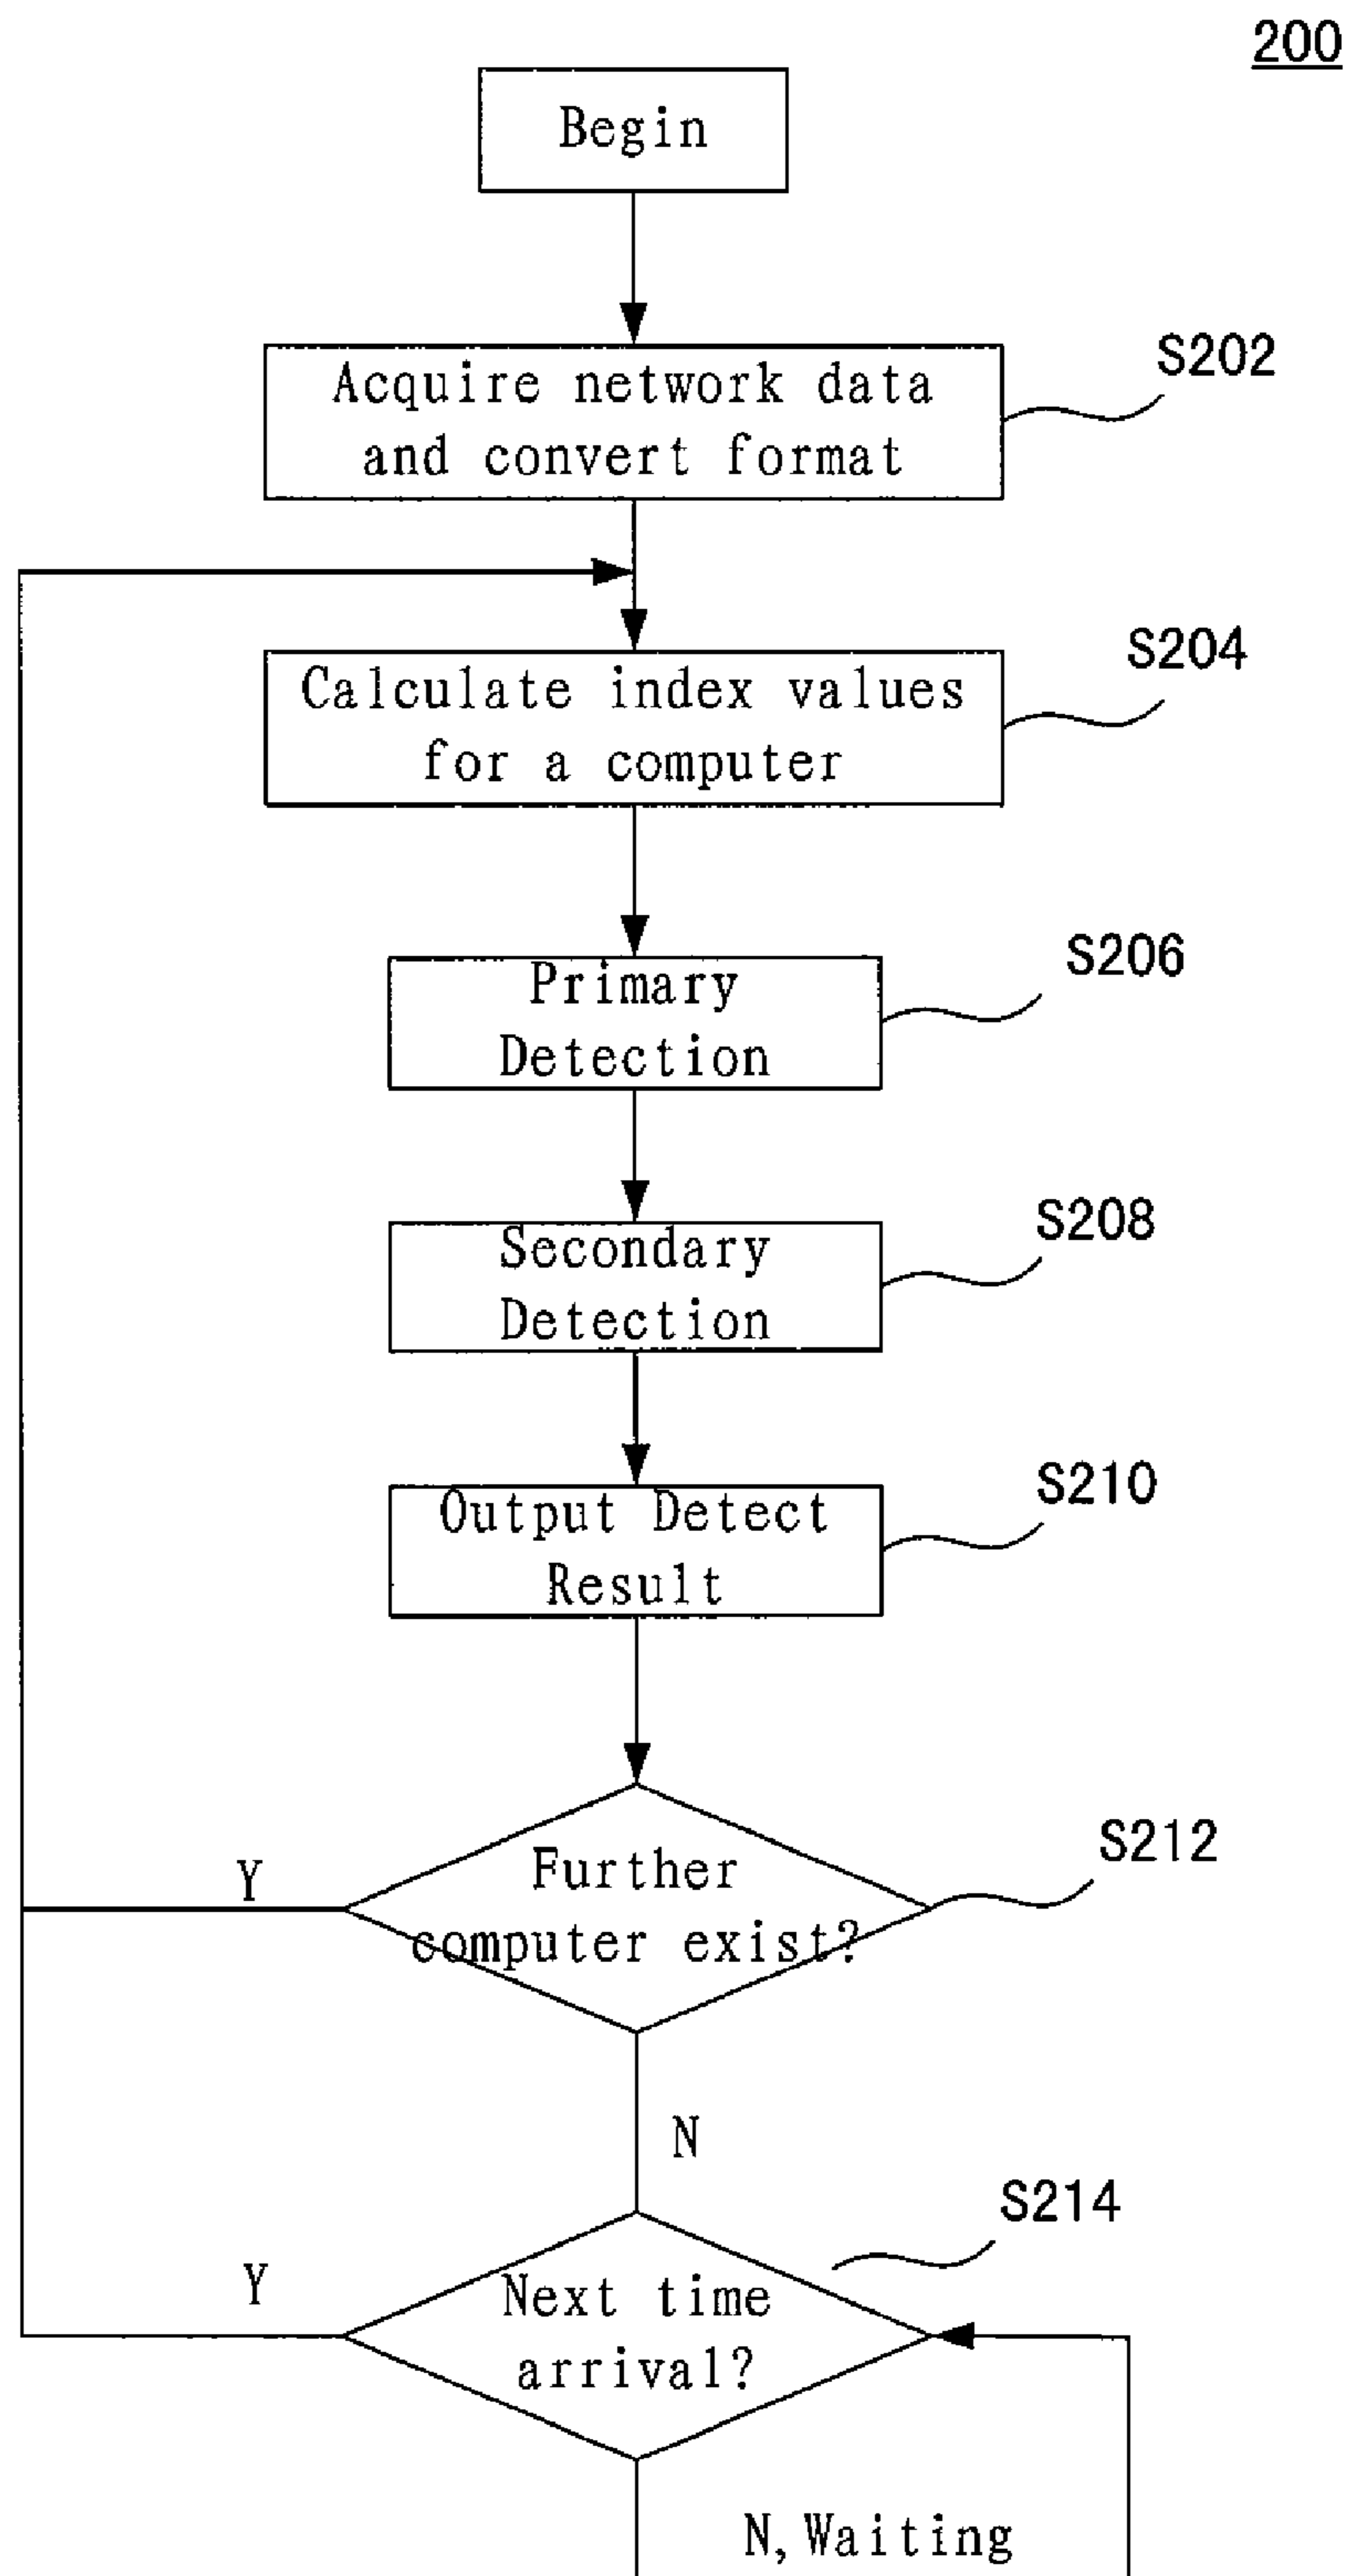 200
Begin
Acquire network data
and convert format
S202
Calculate index values
for a computer
S204
Primary
Detection
S206
Secondary
Detection
S208
Output Detect
Result
S210
Further
computer exist?
S212
Y
N
Next time
arrival?
S214
Y
N,Waiting